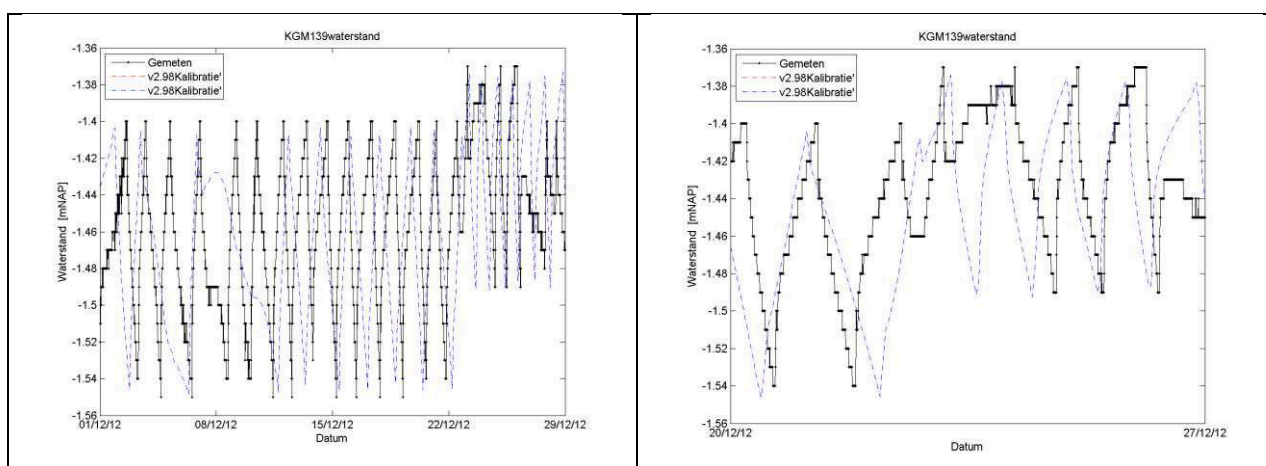 KGM139waterstand
-1.36
-1.38
-1.4
-1.42
-1.44
-1.46
-1.48
-1.5
-1.52
-1.54
-1.56
Waterstand [mNAP]
Gemeten
v2.98Kalibratie'
v2.98Kalibratie'
01/12/12
08/12/12
15/12/12
22/12/12
29/12/12
Datum
KGM139waterstand
-1.36
-1.38
-1.4
-1.42
-1.44
-1.46
-1.48
-1.5
-1.52
-1.54
-1.56
Waterstand [mNAP]
Gemeten
v2.98Kalibratie'
v2.98Kalibratie'
20/12/12
27/12/12
Datum